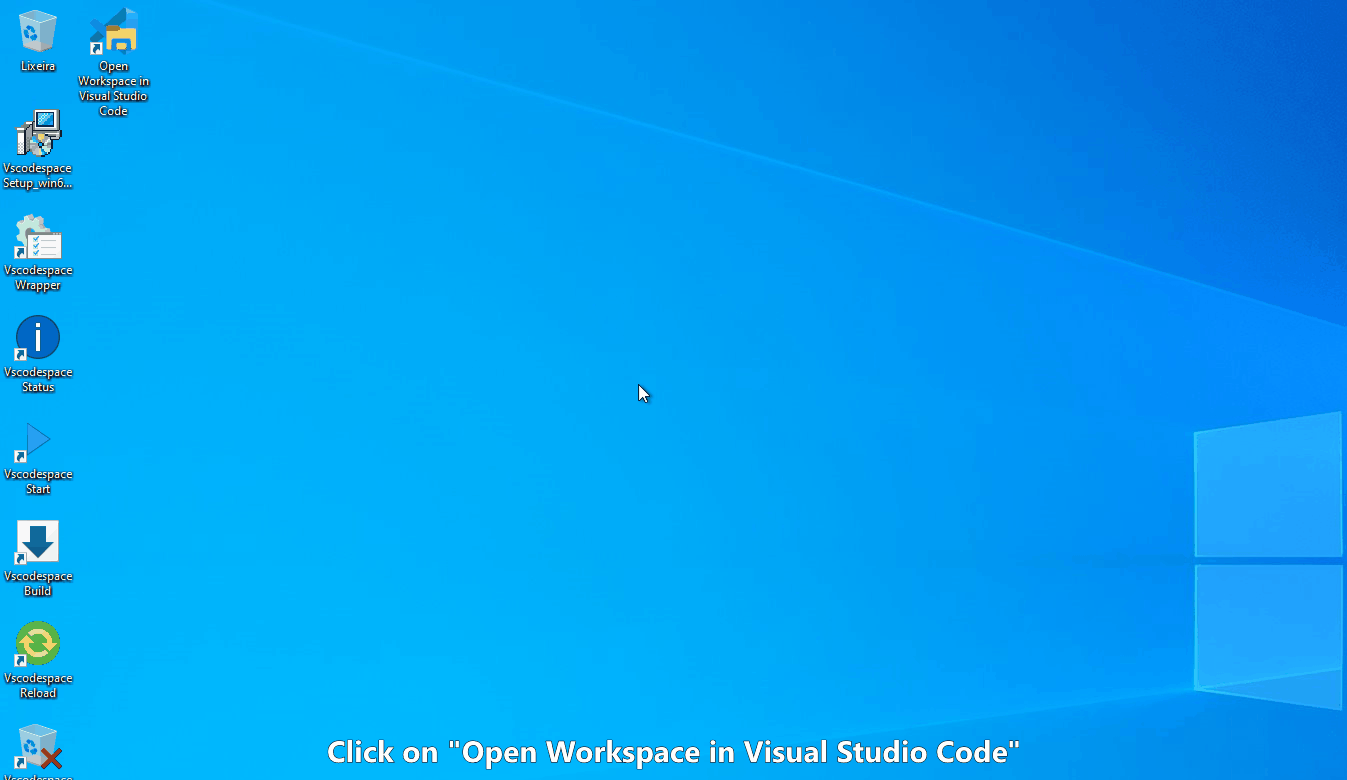 Lixeira
Open
Workspace in
Visual Studio
Code
Vscodespace
Setup_win6...
Vscodespace
Wrapper
Vscodespace
Status
Vscodespace
Start
Vscodespace
Build
Vscodespace
Reload
Vscodespace
Click on "Open Workspace in Visual Studio Code"